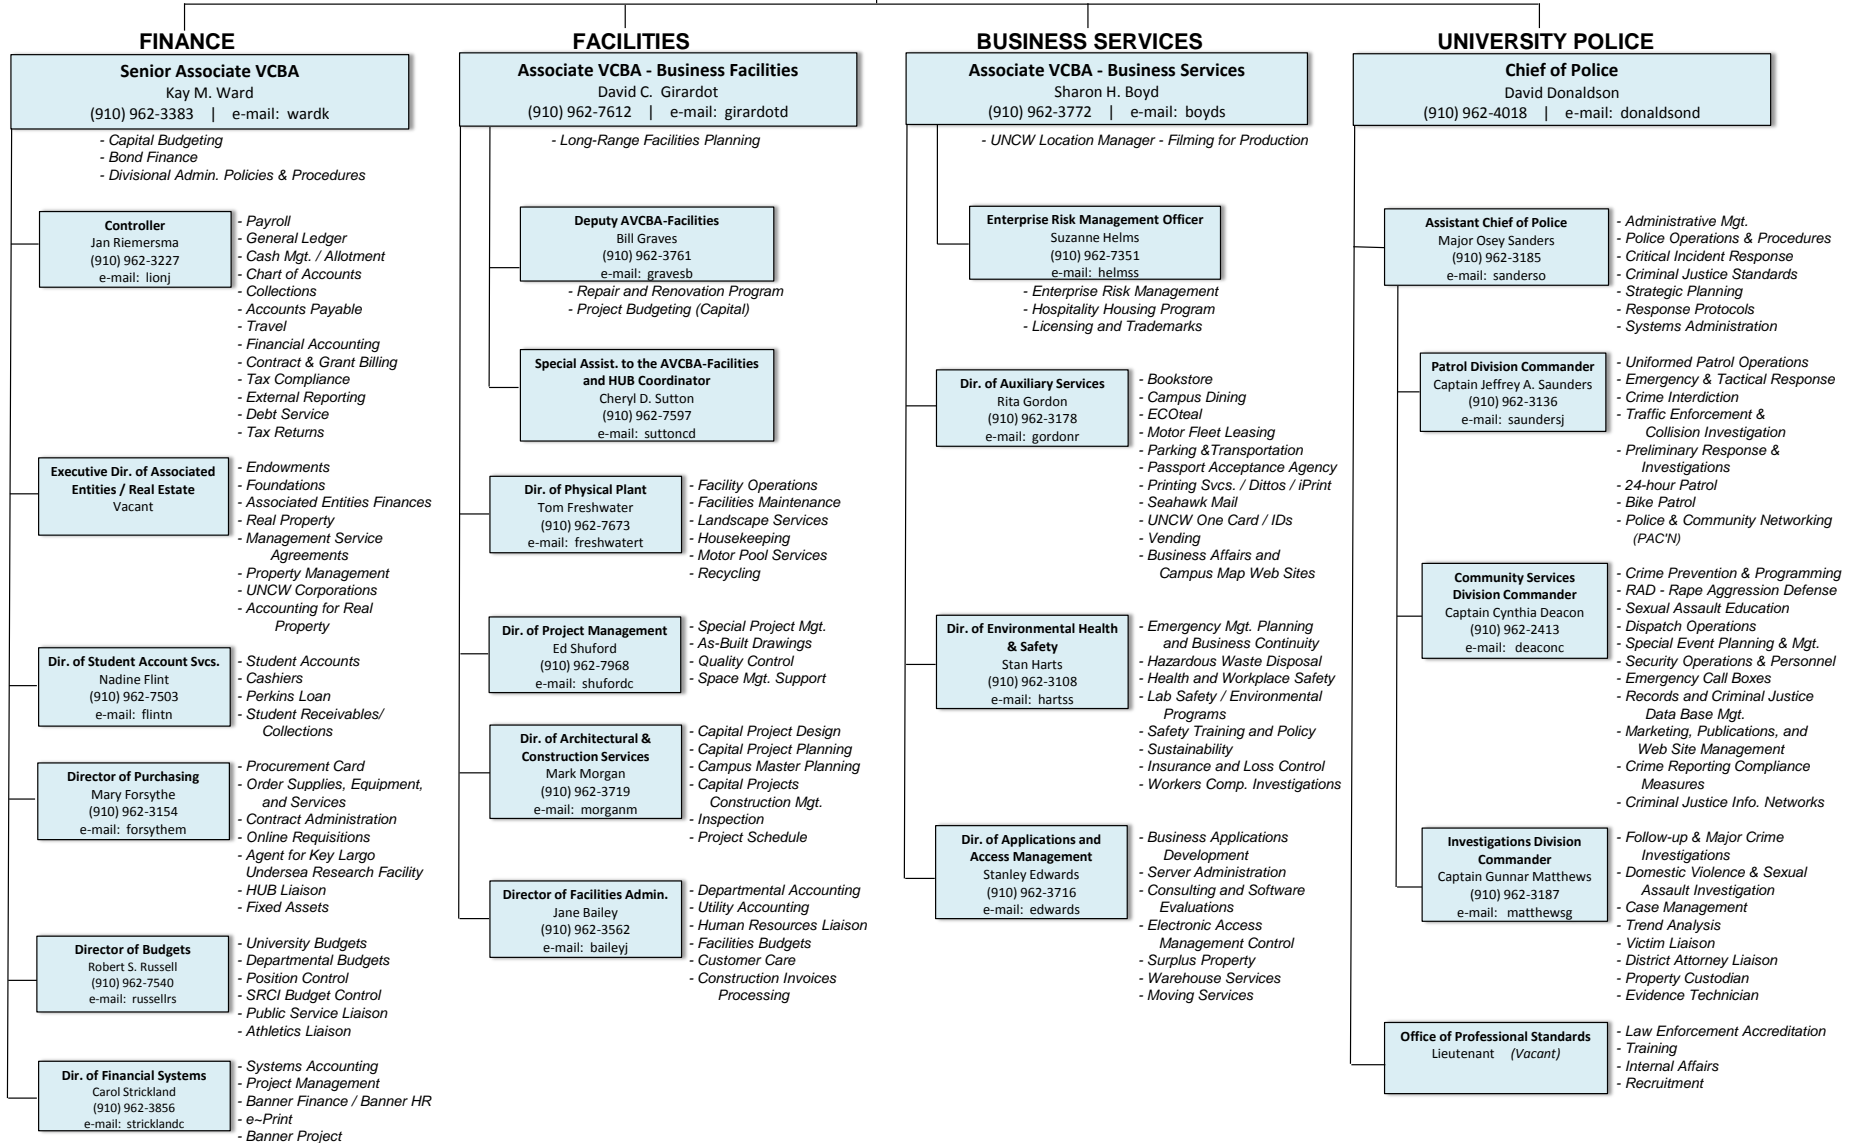 FINANCE
Senior Associate VCBA
Kay M. Ward
(910) 962-3383 | e-mail: wardk
- Capital Budgeting
- Bond Finance
- Divisional Admin. Policies & Procedures
Controller
Jan Riemersma
(910) 962-3227
e-mail: lionj
- Payroll
- General Ledger
- Cash Mgt. / Allotment
- Chart of Accounts
- Collections
- Accounts Payable
- Travel
- Financial Accounting
- Contract & Grant Billing
- Tax Compliance
- External Reporting
- Debt Service
- Tax Returns
Executive Dir. of Associated
Entities / Real Estate
Vacant
- Endowments
- Foundations
- Associated Entities Finances
- Real Property
- Management Service
Agreements
- Property Management
- UNCW Corporations
- Accounting for Real
Property
Dir. of Student Account Svcs.
Nadine Flint
(910) 962-7503
e-mail: flintn
- Student Accounts
- Cashiers
- Perkins Loan
- Student Receivables/
Collections
Director of Purchasing
Mary Forsythe
(910) 962-3154
e-mail: forsythem
- Procurement Card
- Order Supplies, Equipment,
and Services
- Contract Administration
- Online Requisitions
- Agent for Key Largo
Undersea Research Facility
- HUB Liaison
- Fixed Assets
Director of Budgets
Robert S. Russell
(910) 962-7540
e-mail: russellrs
- University Budgets
- Departmental Budgets
- Position Control
- SRCI Budget Control
- Public Service Liaison
- Athletics Liaison
Dir. of Financial Systems
Carol Strickland
(910) 962-3856
e-mail: stricklandc
- Systems Accounting
- Project Management
- Banner Finance / Banner HR
- e~Print
- Banner Project
FACILITIES
Associate VCBA - Business Facilities
David C. Girardot
(910) 962-7612 | e-mail: girardotd
- Long-Range Facilities Planning
Deputy AVCBA-Facilities
Bill Graves
(910) 962-3761
e-mail: gravesb
- Repair and Renovation Program
- Project Budgeting (Capital)
Special Assist. to the AVCBA-Facilities
and HUB Coordinator
Cheryl D. Sutton
(910) 962-7597
e-mail: suttoncd
Dir. of Physical Plant
Tom Freshwater
(910) 962-7673
e-mail: freshwatert
- Facility Operations
- Facilities Maintenance
- Landscape Services
- Housekeeping
- Motor Pool Services
- Recycling
Dir. of Project Management
Ed Shuford
(910) 962-7968
e-mail: shufordc
- Special Project Mgt.
- As-Built Drawings
- Quality Control
- Space Mgt. Support
Dir. of Architectural &
Construction Services
Mark Morgan
(910) 962-3719
e-mail: morganm
- Capital Project Design
- Capital Project Planning
- Campus Master Planning
- Capital Projects
Construction Mgt.
- Inspection
- Project Schedule
Director of Facilities Admin.
Jane Bailey
(910) 962-3562
e-mail: baileyj
- Departmental Accounting
- Utility Accounting
- Human Resources Liaison
- Facilities Budgets
- Customer Care
- Construction Invoices
Processing
BUSINESS SERVICES
Associate VCBA - Business Services
Sharon H. Boyd
(910) 962-3772 | e-mail: boyds
- UNCW Location Manager - Filming for Production
Enterprise Risk Management Officer
Suzanne Helms
(910) 962-7351
e-mail: helmss
- Enterprise Risk Management
- Hospitality Housing Program
- Licensing and Trademarks
Dir. of Auxiliary Services
Rita Gordon
(910) 962-3178
e-mail: gordonr
- Bookstore
- Campus Dining
- ECOteal
- Motor Fleet Leasing
- Parking &Transportation
- Passport Acceptance Agency
- Printing Svcs. / Dittos / iPrint
- Seahawk Mail
- UNCW One Card / IDs
- Vending
- Business Affairs and
Campus Map Web Sites
Dir. of Environmental Health
& Safety
Stan Harts
(910) 962-3108
e-mail: hartss
- Emergency Mgt. Planning
and Business Continuity
- Hazardous Waste Disposal
- Health and Workplace Safety
- Lab Safety / Environmental
Programs
- Safety Training and Policy
- Sustainability
- Insurance and Loss Control
- Workers Comp. Investigations
Dir. of Applications and
Access Management
Stanley Edwards
(910) 962-3716
e-mail: edwards
- Business Applications
Development
- Server Administration
- Consulting and Software
Evaluations
- Electronic Access
Management Control
- Surplus Property
- Warehouse Services
- Moving Services
UNIVERSITY POLICE
Chief of Police
David Donaldson
(910) 962-4018 | e-mail: donaldsond
Assistant Chief of Police
Major Osey Sanders
(910) 962-3185
e-mail: sanderso
- Administrative Mgt.
- Police Operations & Procedures
- Critical Incident Response
- Criminal Justice Standards
- Strategic Planning
- Response Protocols
- Systems Administration
Patrol Division Commander
Captain Jeffrey A. Saunders
(910) 962-3136
e-mail: saundersj
- Uniformed Patrol Operations
- Emergency & Tactical Response
- Crime Interdiction
- Traffic Enforcement &
Collision Investigation
- Preliminary Response &
Investigations
- 24-hour Patrol
- Bike Patrol
- Police & Community Networking
(PAC'N)
Community Services
Division Commander
Captain Cynthia Deacon
(910) 962-2413
e-mail: deaconc
- Crime Prevention & Programming
- RAD - Rape Aggression Defense
- Sexual Assault Education
- Dispatch Operations
- Special Event Planning & Mgt.
- Security Operations & Personnel
- Emergency Call Boxes
- Records and Criminal Justice
Data Base Mgt.
- Marketing, Publications, and
Web Site Management
- Crime Reporting Compliance
Measures
- Criminal Justice Info. Networks
Investigations Division
Commander
Captain Gunnar Matthews
(910) 962-3187
e-mail: matthewsg
- Follow-up & Major Crime
Investigations
- Domestic Violence & Sexual
Assault Investigation
- Case Management
- Trend Analysis
- Victim Liaison
- District Attorney Liaison
- Property Custodian
- Evidence Technician
Office of Professional Standards
Lieutenant (Vacant)
- Law Enforcement Accreditation
- Training
- Internal Affairs
- Recruitment